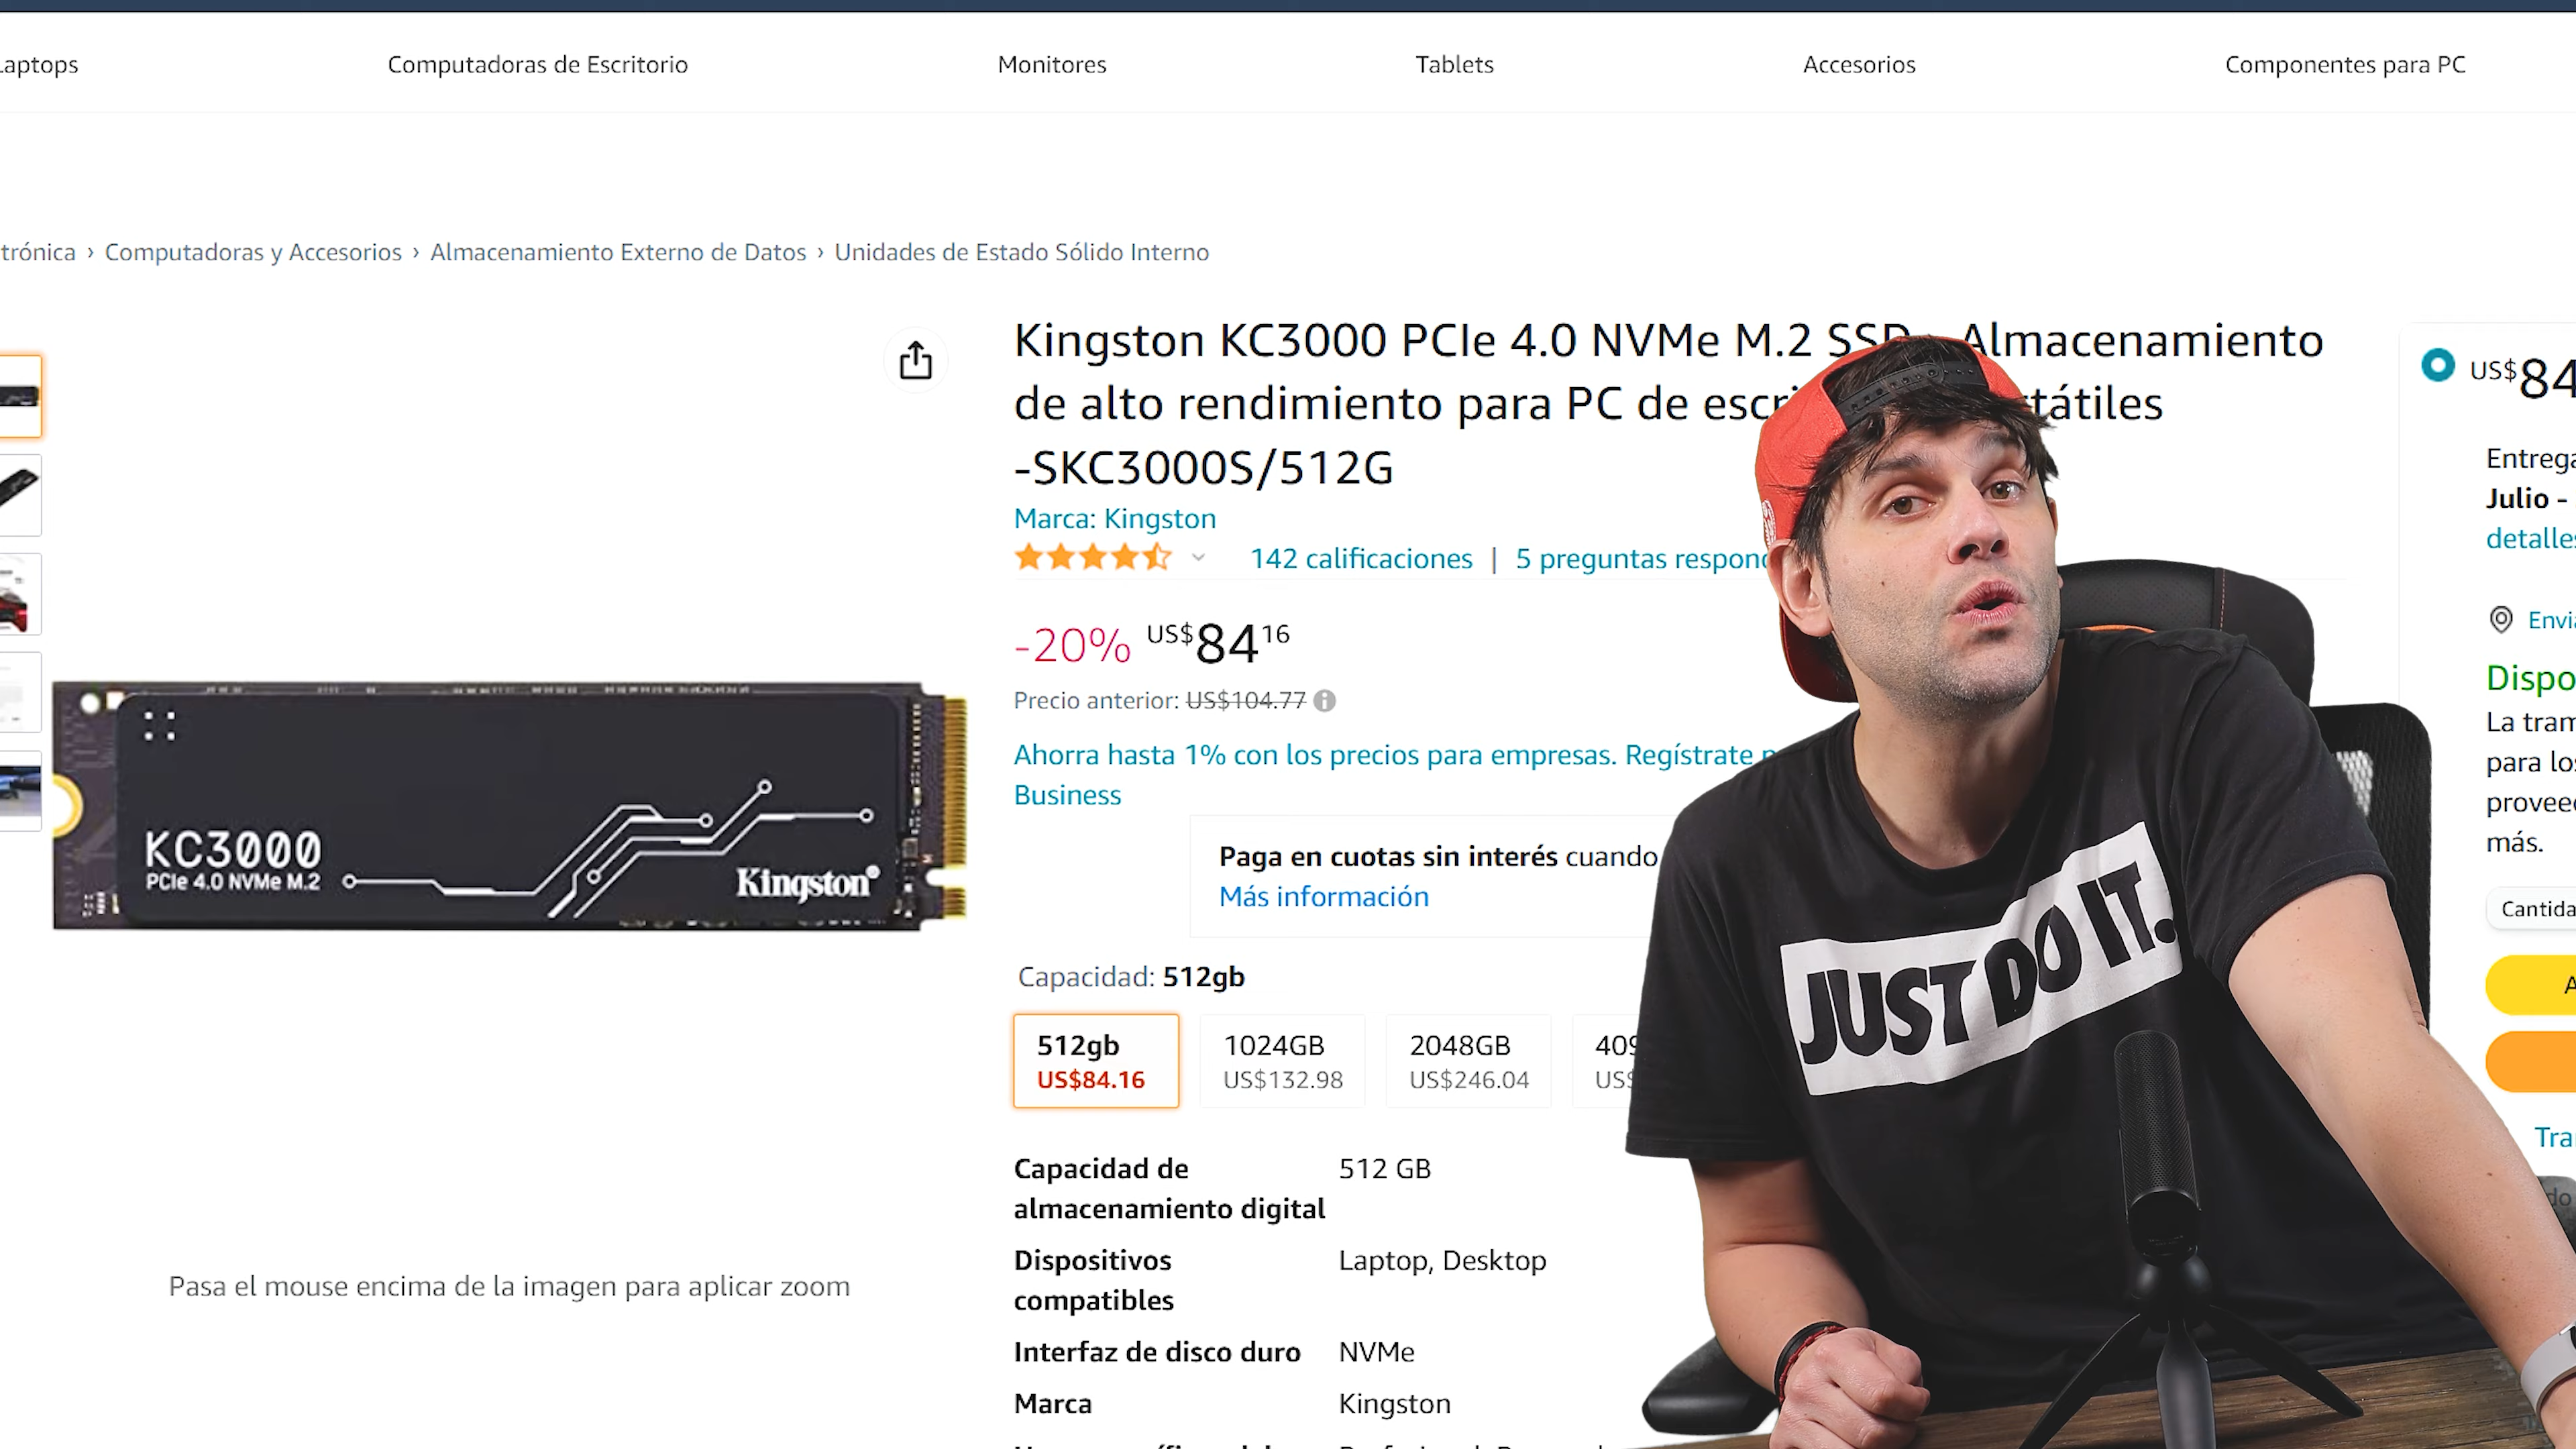 Laptops
Computadoras de Escritorio
Monitores
Tablets
Accesorios
Componentes para PC
trónica › Computadoras y Accesorios › Almacenamiento Externo de Datos › Unidades de Estado Sólido Interno
Kingston KC3000 PCIe 4.0 NVMe M.2 SSD Almacenamiento
de alto rendimiento para PC de escri tátiles
-SKC3000S/512G
Marca: Kingston
142 calificaciones | 5 preguntas respond
-20% US$84 16
Precio anterior: US$104.77
Ahorra hasta 1% con los precios para empresas. Regístrate
Business
Paga en cuotas sin interés cuando
Más información
Capacidad: 512gb
512gb
US$84.16
1024GB
US$132.98
2048GB
US$246.04
409
US$
Capacidad de
almacenamiento digital
512 GB
Dispositivos
compatibles
Laptop, Desktop
Interfaz de disco duro
NVMe
Marca
Kingston
KC3000
PCIe 4.0 NVMe M.2
Kingston®
Pasa el mouse encima de la imagen para aplicar zoom
US$84
Entrega
Julio -
detalles
Envi
Dispo
La tram
para los
provee
más.
Cantida
A
Tra
do
JUST DO IT.